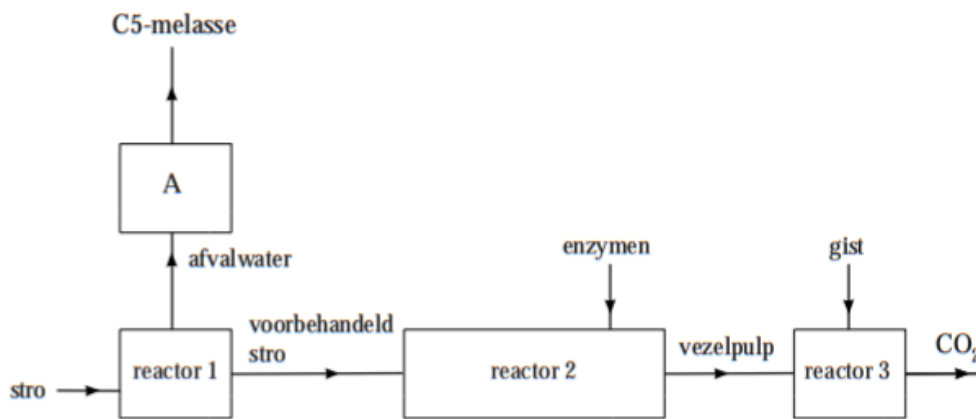 C5-melasse
A
afvalwater
enzymen
gist
voorbehandeld
stro
vezelpulp
CO₂
stro
reactor 1
reactor 2
reactor 3